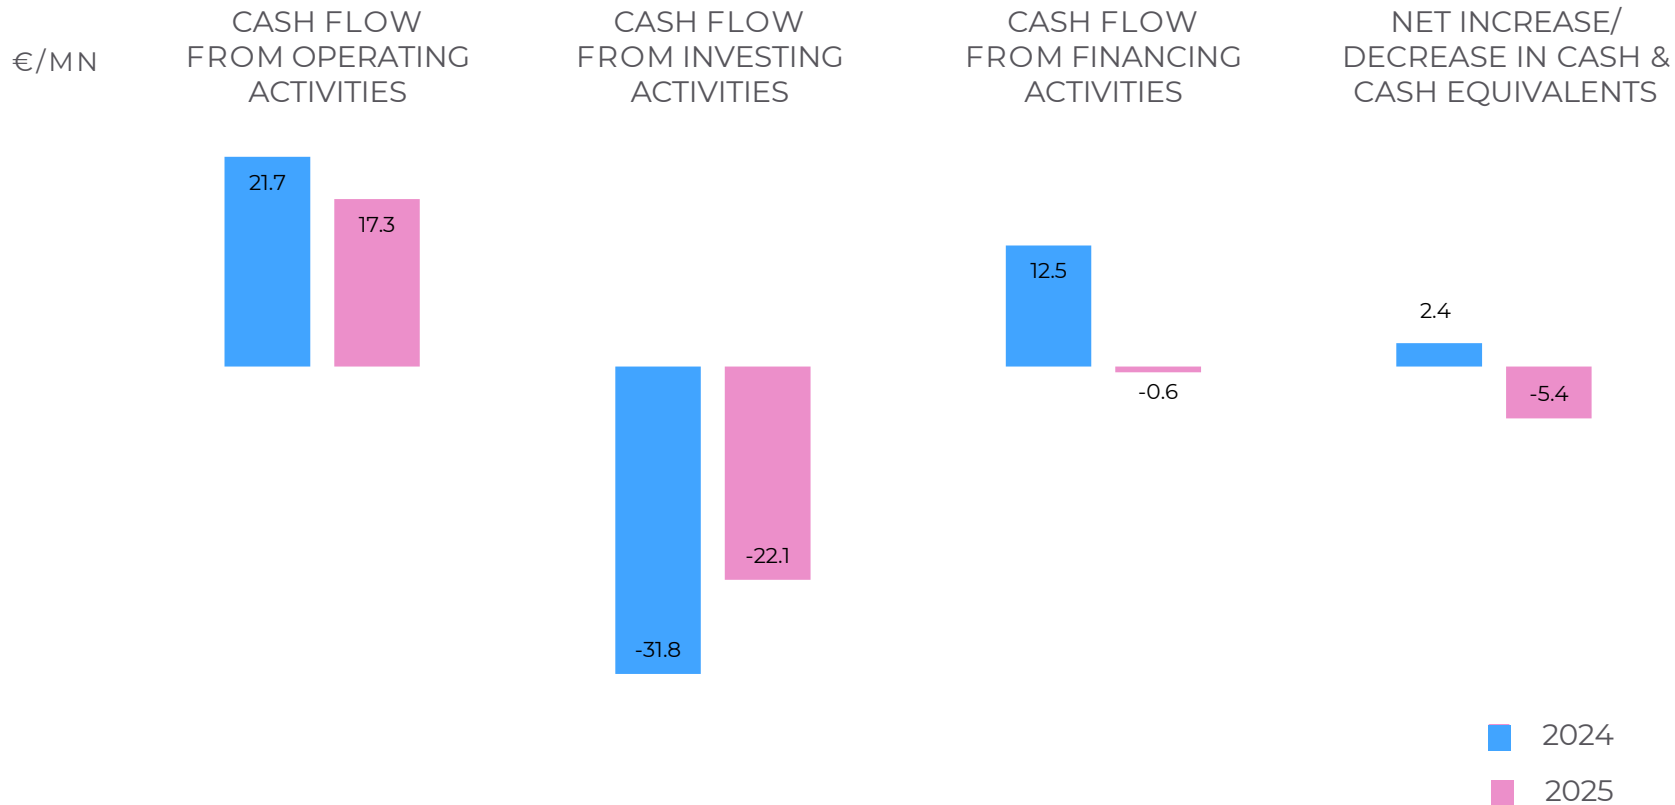 €/MN
CASH FLOW
FROM OPERATING
ACTIVITIES
CASH FLOW
FROM INVESTING
ACTIVITIES
CASH FLOW
FROM FINANCING
ACTIVITIES
NET INCREASE/
DECREASE IN CASH &
CASH EQUIVALENTS
21.7
17.3
-31.8
-22.1
12.5
-0.6
2.4
-5.4
2024
2025